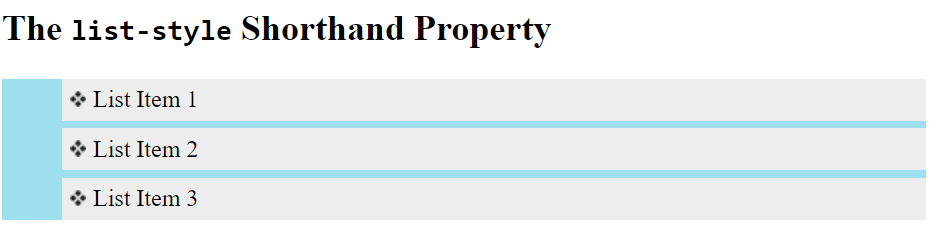 The list-style Shorthand Property
❖ List Item 1
❖ List Item 2
❖ List Item 3